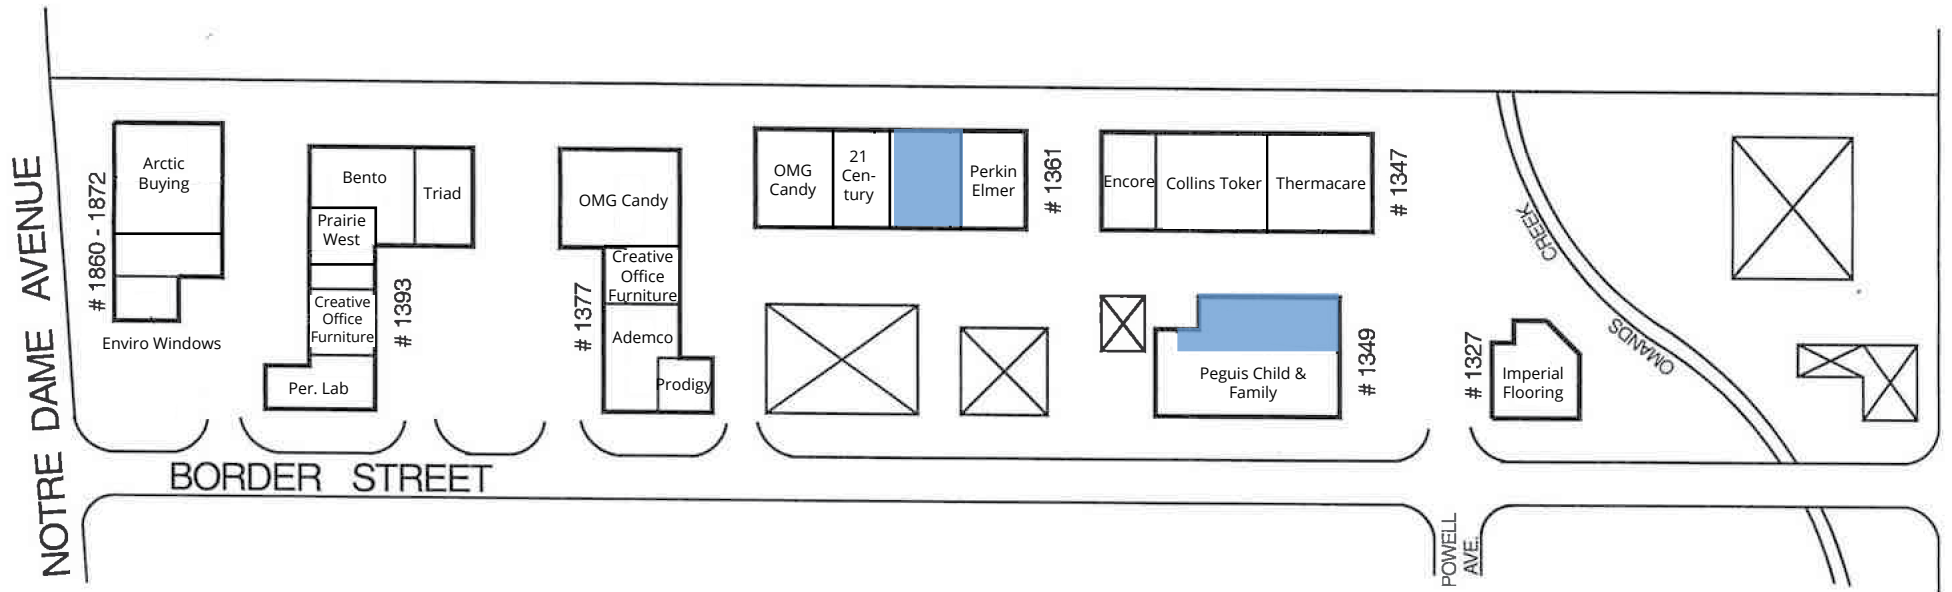 NOTRE DAME AVENUE
# 1860 - 1872
Arctic
Buying
Enviro Windows
Bento
Triad
Prairie
West
Creative
Office
Furniture
Per. Lab
# 1393
OMG Candy
Creative
Office
Furniture
Ademco
Prodigy
# 1377
OMG
Candy
21
Cen-
tury
Perkin
Elmer
# 1361
Encore
Collins Toker
Thermacare
# 1347
Peguis Child &
Family
# 1349
# 1327
Imperial
Flooring
CREEK
OMANDS
BORDER STREET
POWELL
AVE.